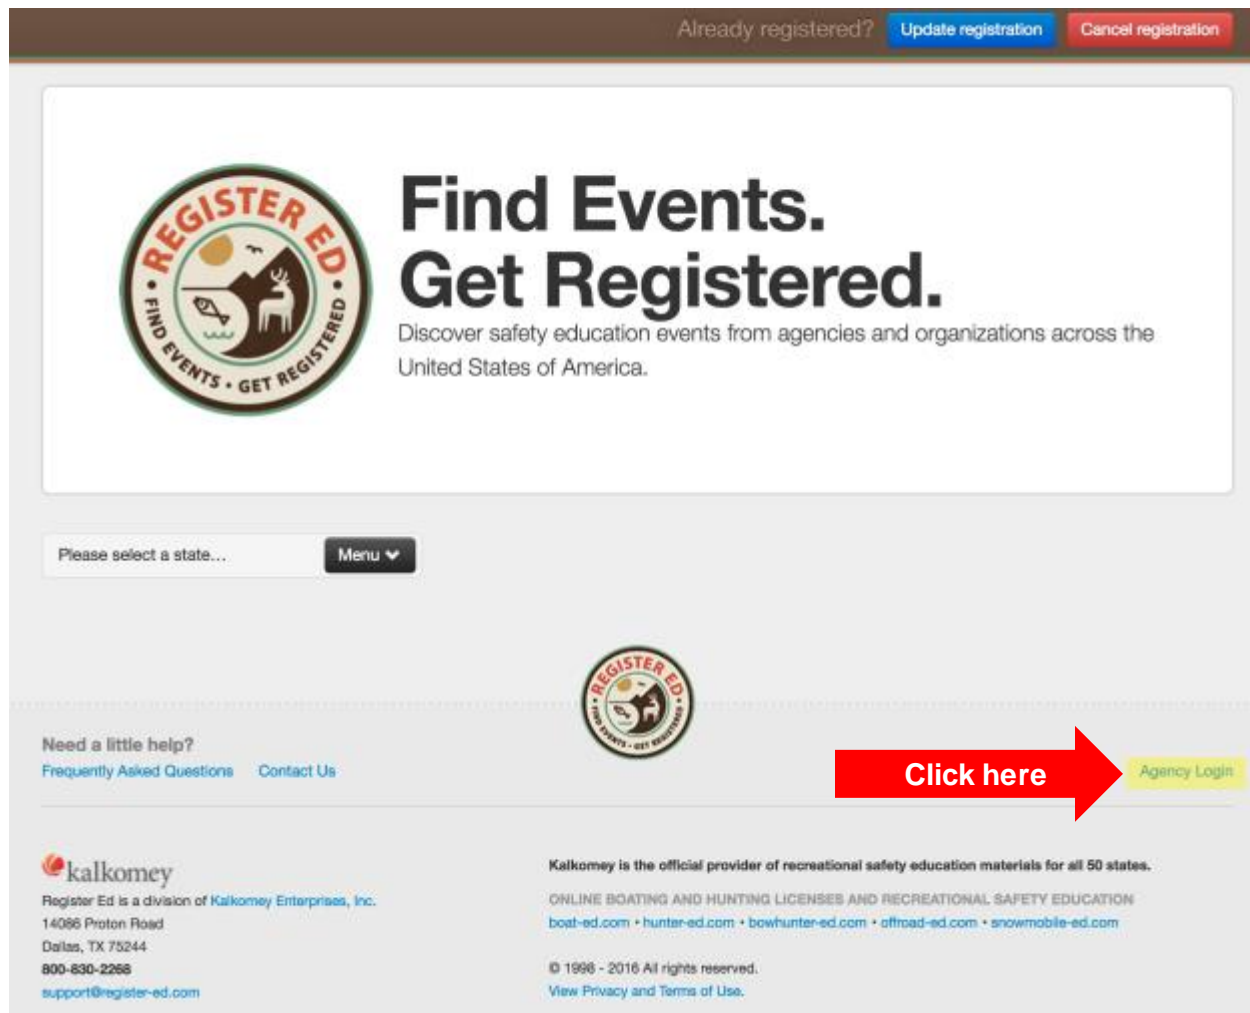 Already registered? Update registration Cancel registration
REGISTER ED
FIND EVENTS • GET REGISTERED
Find Events.
Get Registered.
Discover safety education events from agencies and organizations across the
United States of America.
Please select a state... Menu
REGISTER ED
FIND EVENTS • GET REGISTERED
Need a little help?
Frequently Asked Questions Contact Us
Click here
Agency Login
kalkomey
Register Ed is a division of Kalkomey Enterprises, Inc.
14086 Proton Road
Dallas, TX 75244
800-830-2268
support@register-ed.com
Kalkomey is the official provider of recreational safety education materials for all 50 states.
ONLINE BOATING AND HUNTING LICENSES AND RECREATIONAL SAFETY EDUCATION
boat-ed.com • hunter-ed.com • bowhunter-ed.com • offroad-ed.com • snowmobile-ed.com
© 1998 - 2016 All rights reserved.
View Privacy and Terms of Use.